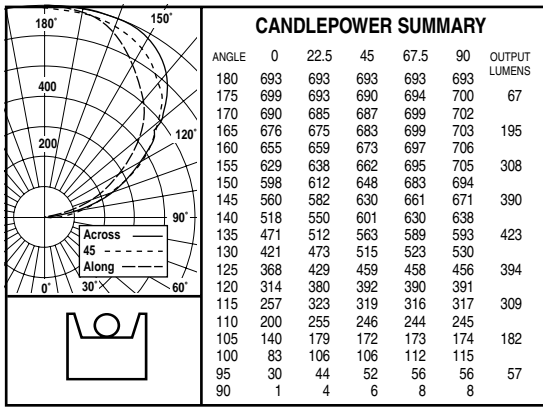 180˚
150˚
400
120˚
200
90˚
Across
45
Along
0˚
30˚
60˚
CANDLEPOWER SUMMARY
ANGLE 0 22.5 45 67.5 90 OUTPUT LUMENS
180 693 693 693 693 693
175 699 693 690 694 700 67
170 690 685 687 699 702
165 676 675 683 699 703 195
160 655 659 673 697 706
155 629 638 662 695 705 308
150 598 612 648 683 694
145 560 582 630 661 671 390
140 518 550 601 630 638
135 471 512 563 589 593 423
130 421 473 515 523 530
125 368 429 459 458 456 394
120 314 380 392 390 391
115 257 323 319 316 317 309
110 200 255 246 244 245
105 140 179 172 173 174 182
100 83 106 106 112 115
95 30 44 52 56 56 57
90 1 4 6 8 8